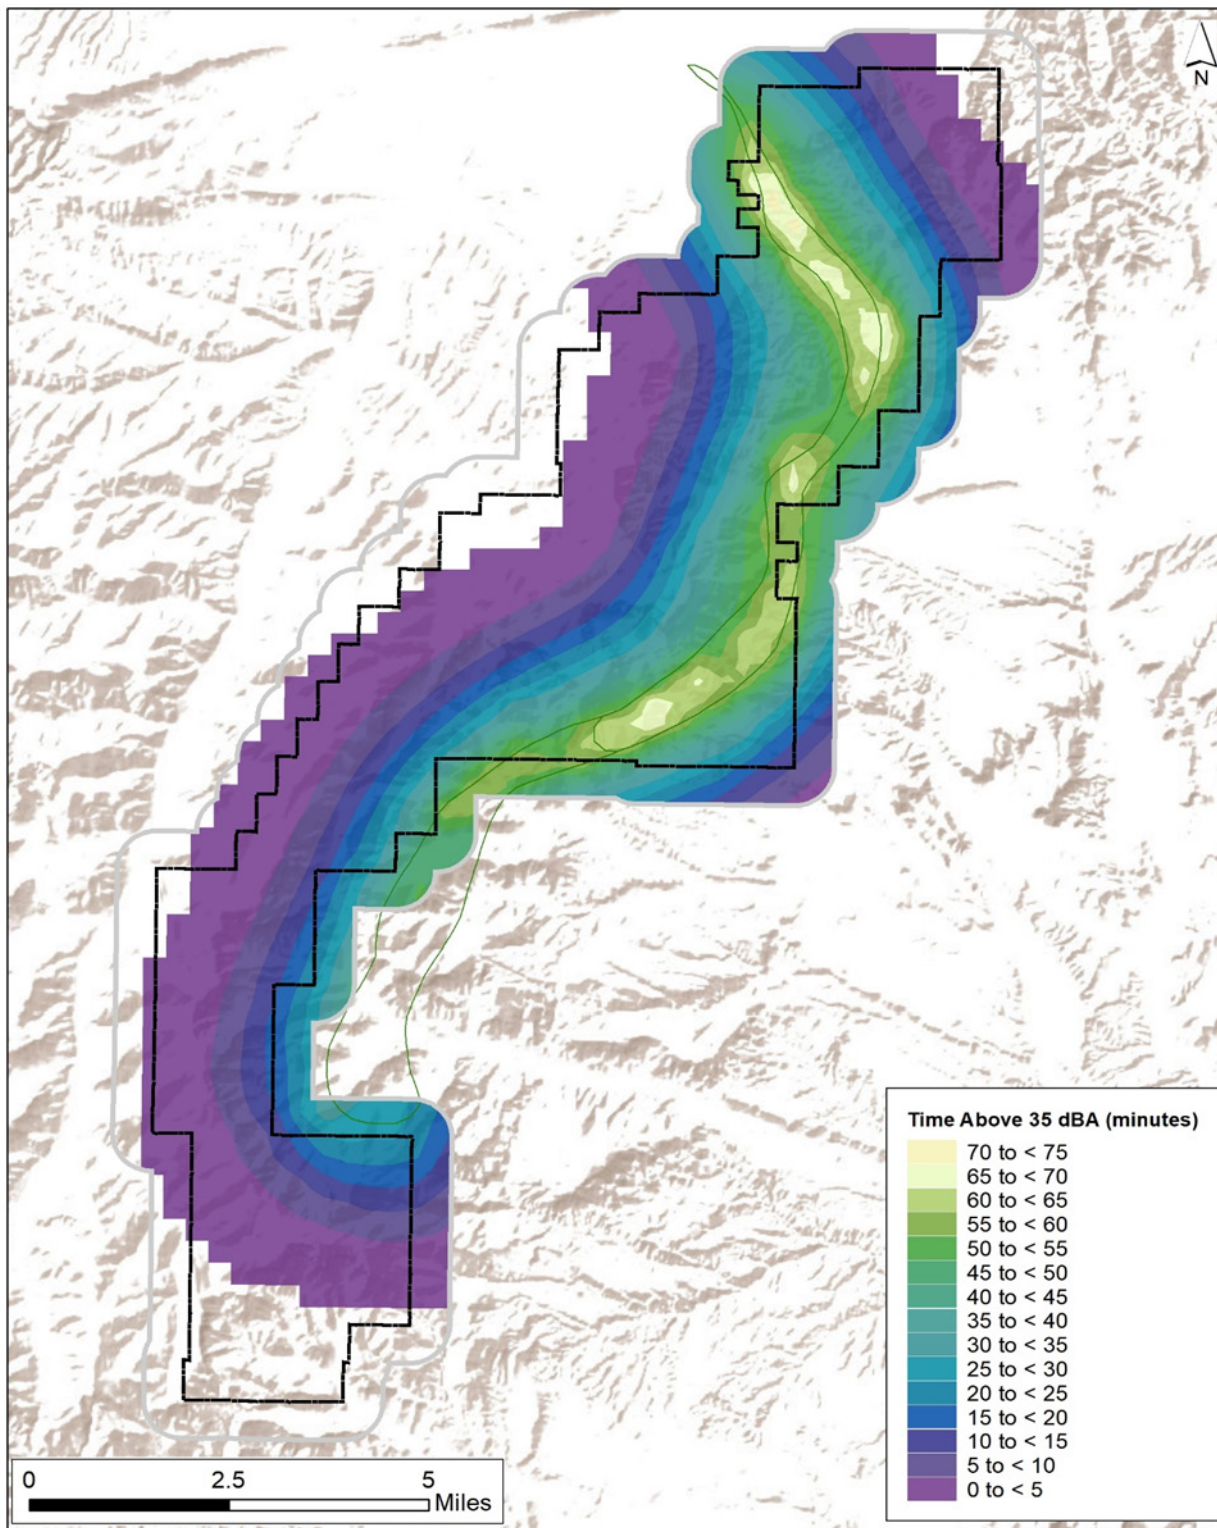 N
Time Above 35 dBA (minutes)
70 to < 75
65 to < 70
60 to < 65
55 to < 60
50 to < 55
45 to < 50
40 to < 45
35 to < 40
30 to < 35
25 to < 30
20 to < 25
15 to < 20
10 to < 15
5 to < 10
0 to < 5
0 2.5 5
Miles